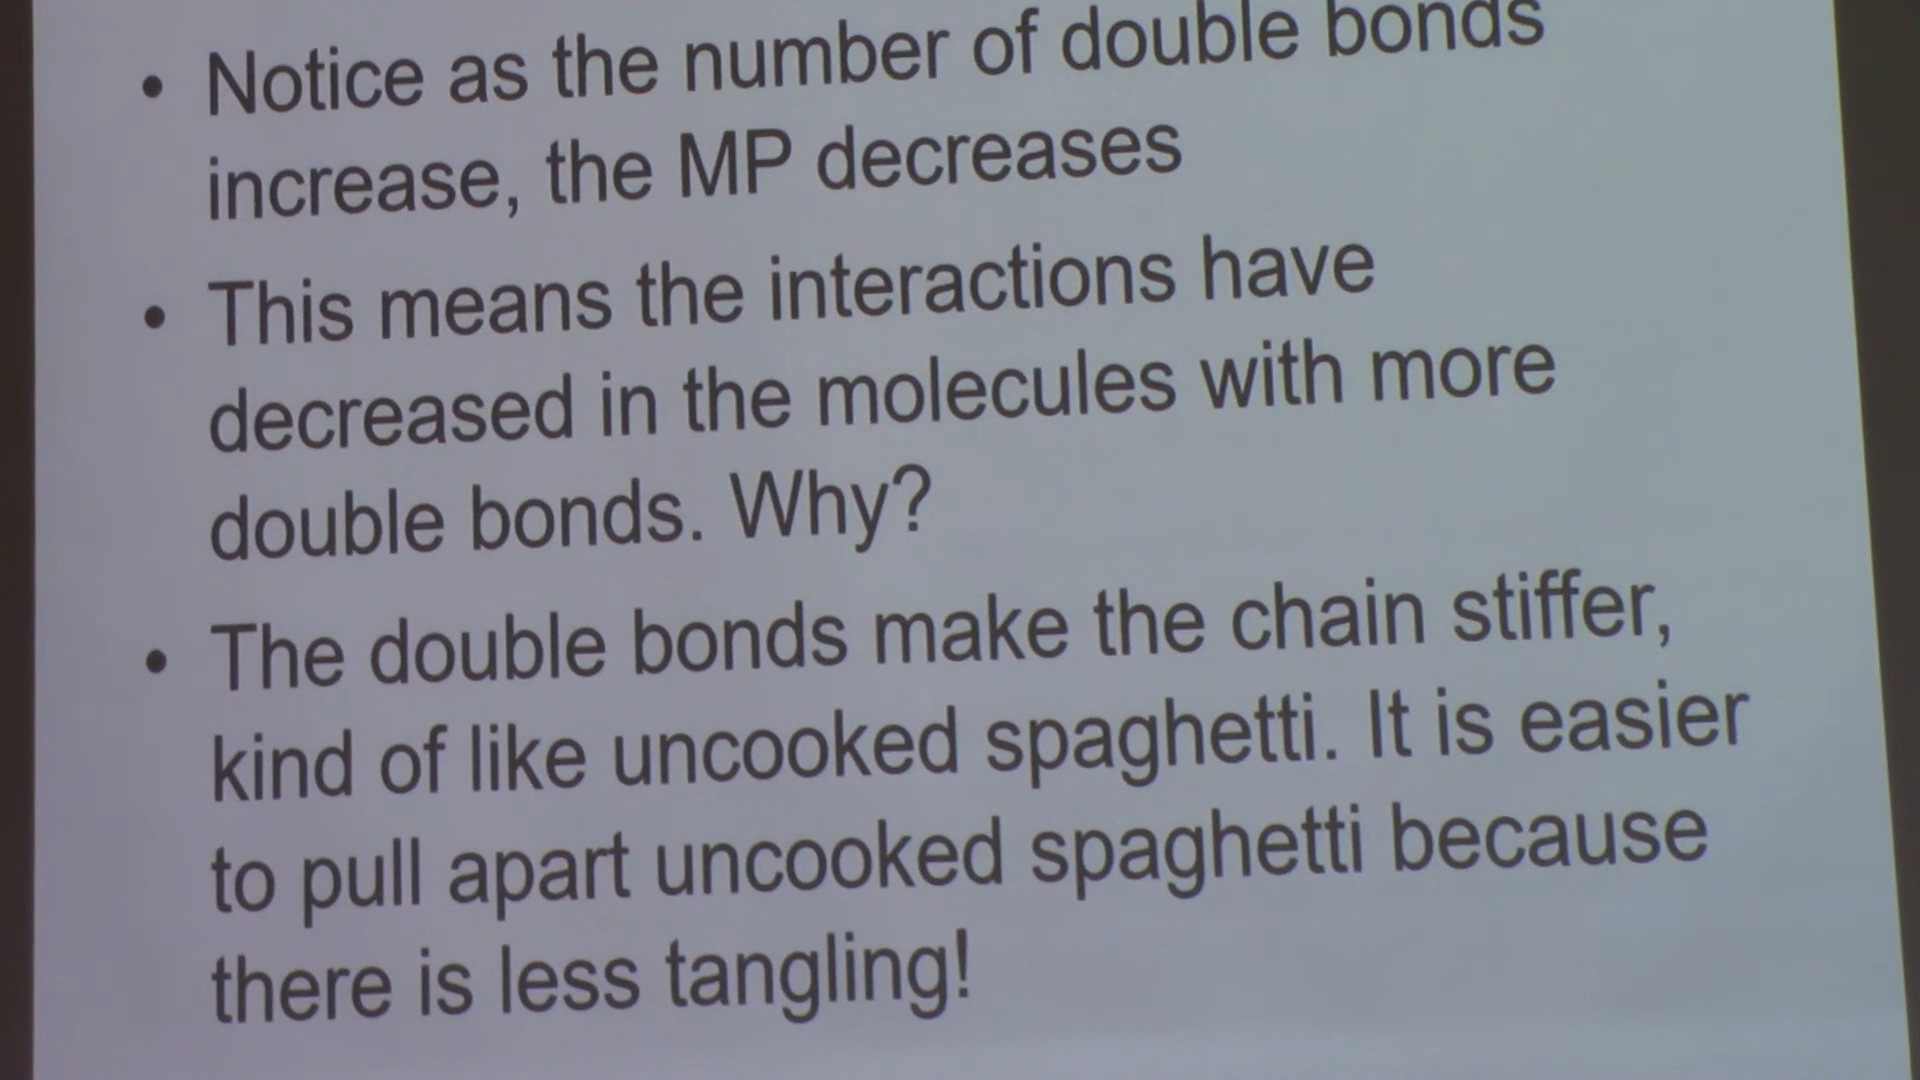 • Notice as the number of double bonds
increase, the MP decreases
• This means the interactions have
decreased in the molecules with more
double bonds. Why?
• The double bonds make the chain stiffer,
kind of like uncooked spaghetti. It is easier
to pull apart uncooked spaghetti because
there is less tangling!